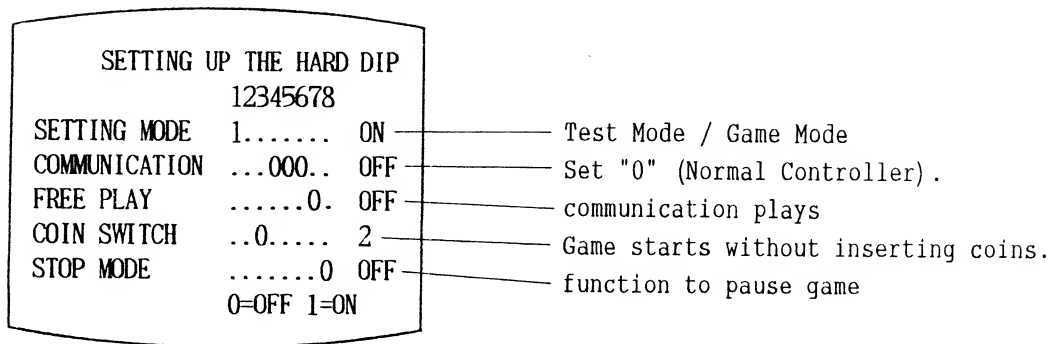 SETTING UP THE HARD DIP
12345678
SETTING MODE 1....... ON
Test Mode / Game Mode
COMMUNICATION ...000.. OFF
Set "0" (Normal Controller).
FREE PLAY ......0. OFF
communication plays
COIN SWITCH ..0..... 2
Game starts without inserting coins.
STOP MODE .......0 OFF
function to pause game
0=OFF 1=ON